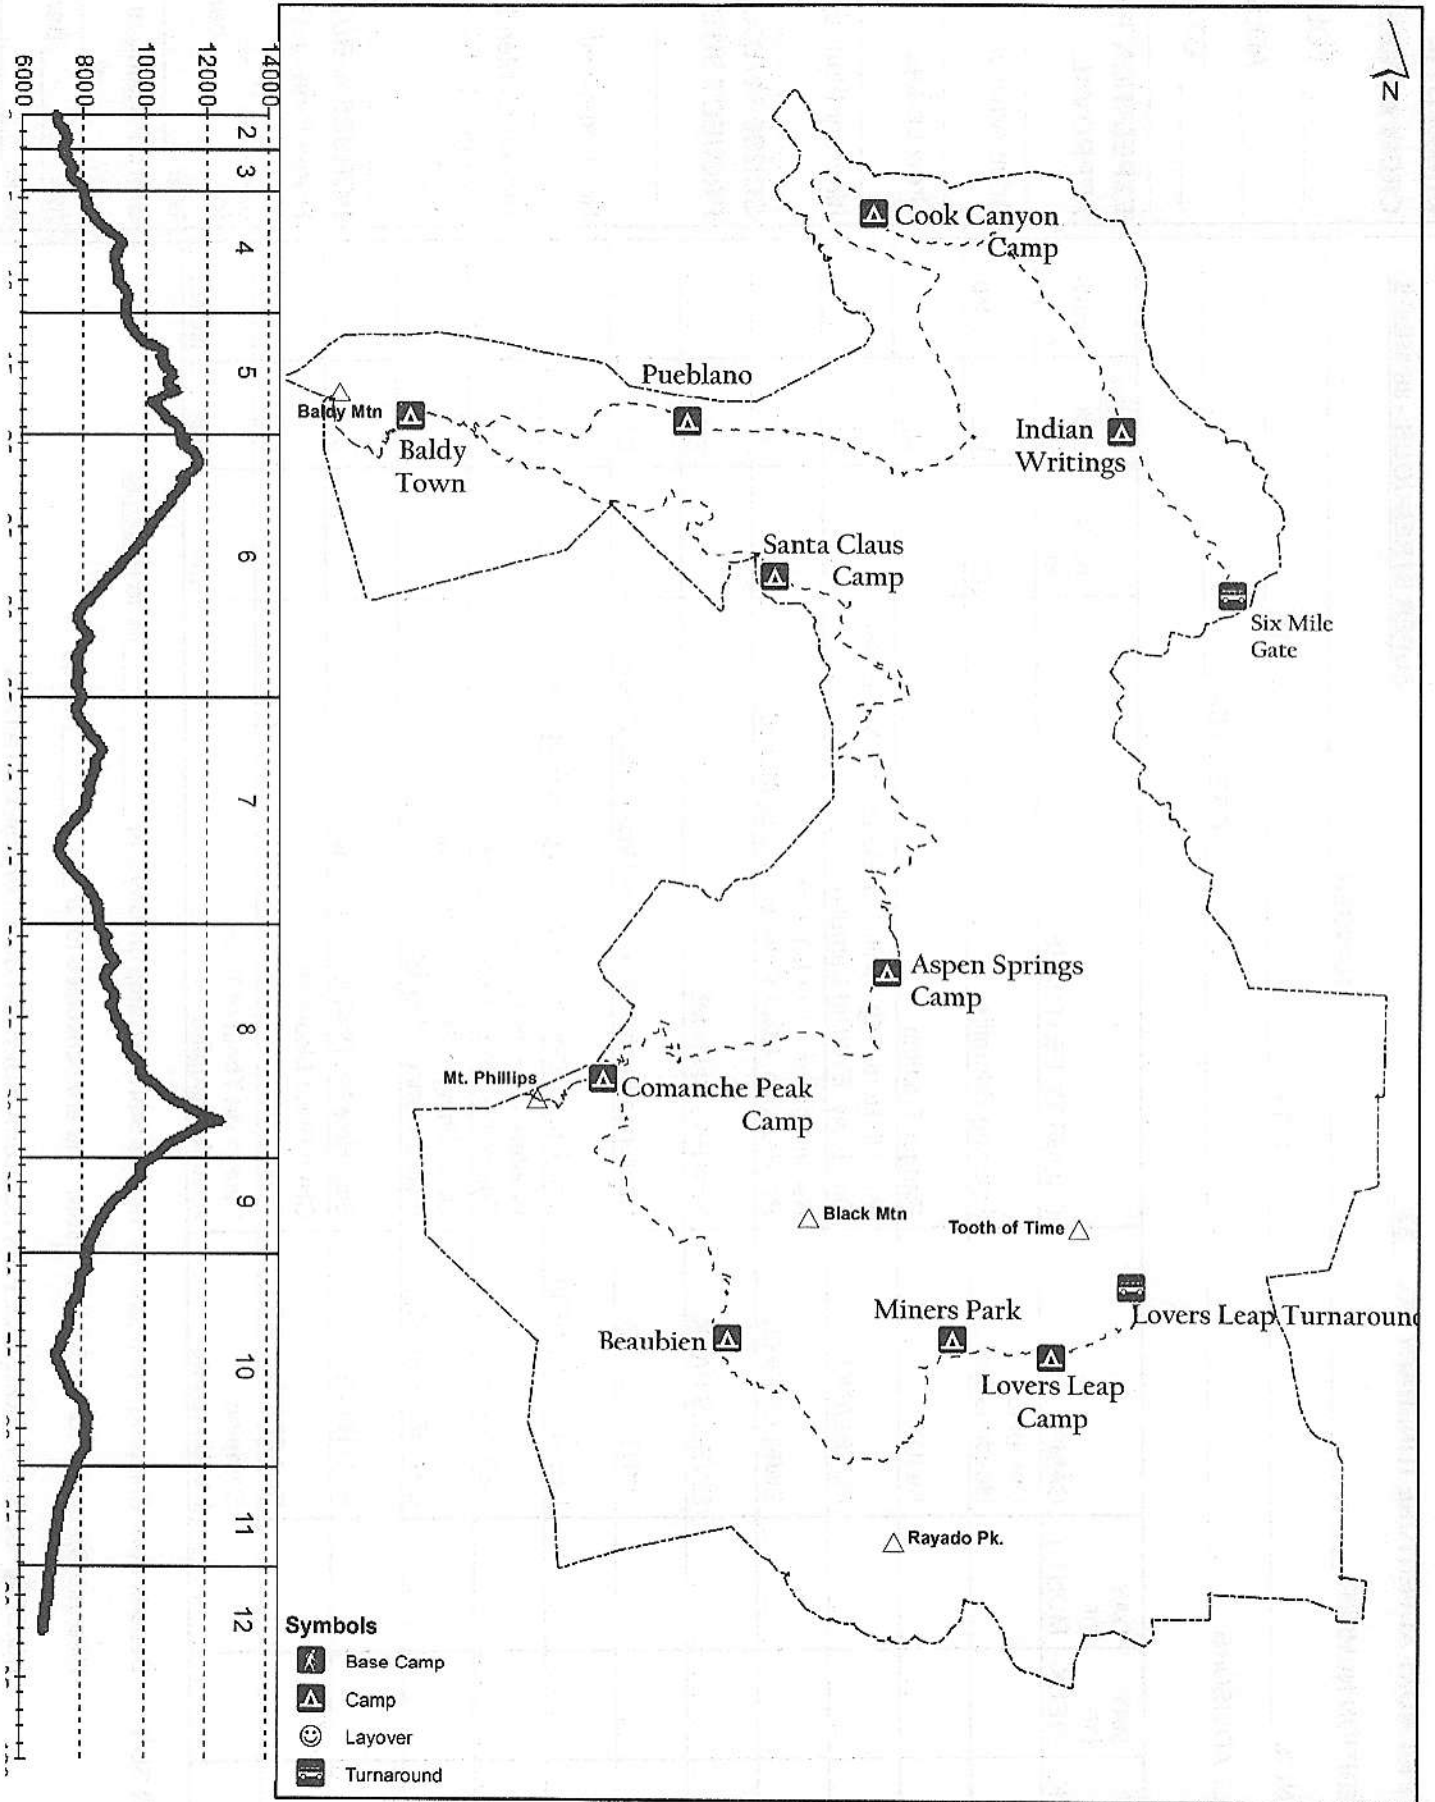 N
Cook Canyon
Camp
Pueblano
Baldy Mtn
Baldy
Town
Indian
Writings
Santa Claus
Camp
Six Mile
Gate
Aspen Springs
Camp
Mt. Phillips
Comanche Peak
Camp
Black Mtn
Tooth of Time
Miners Park
Lovers Leap Turnaround
Beaubien
Lovers Leap
Camp
Rayado Pk.
Symbols
Base Camp
Camp
Layover
Turnaround
14000
12000
10000
8000
6000
2
3
4
5
6
7
8
9
10
11
12